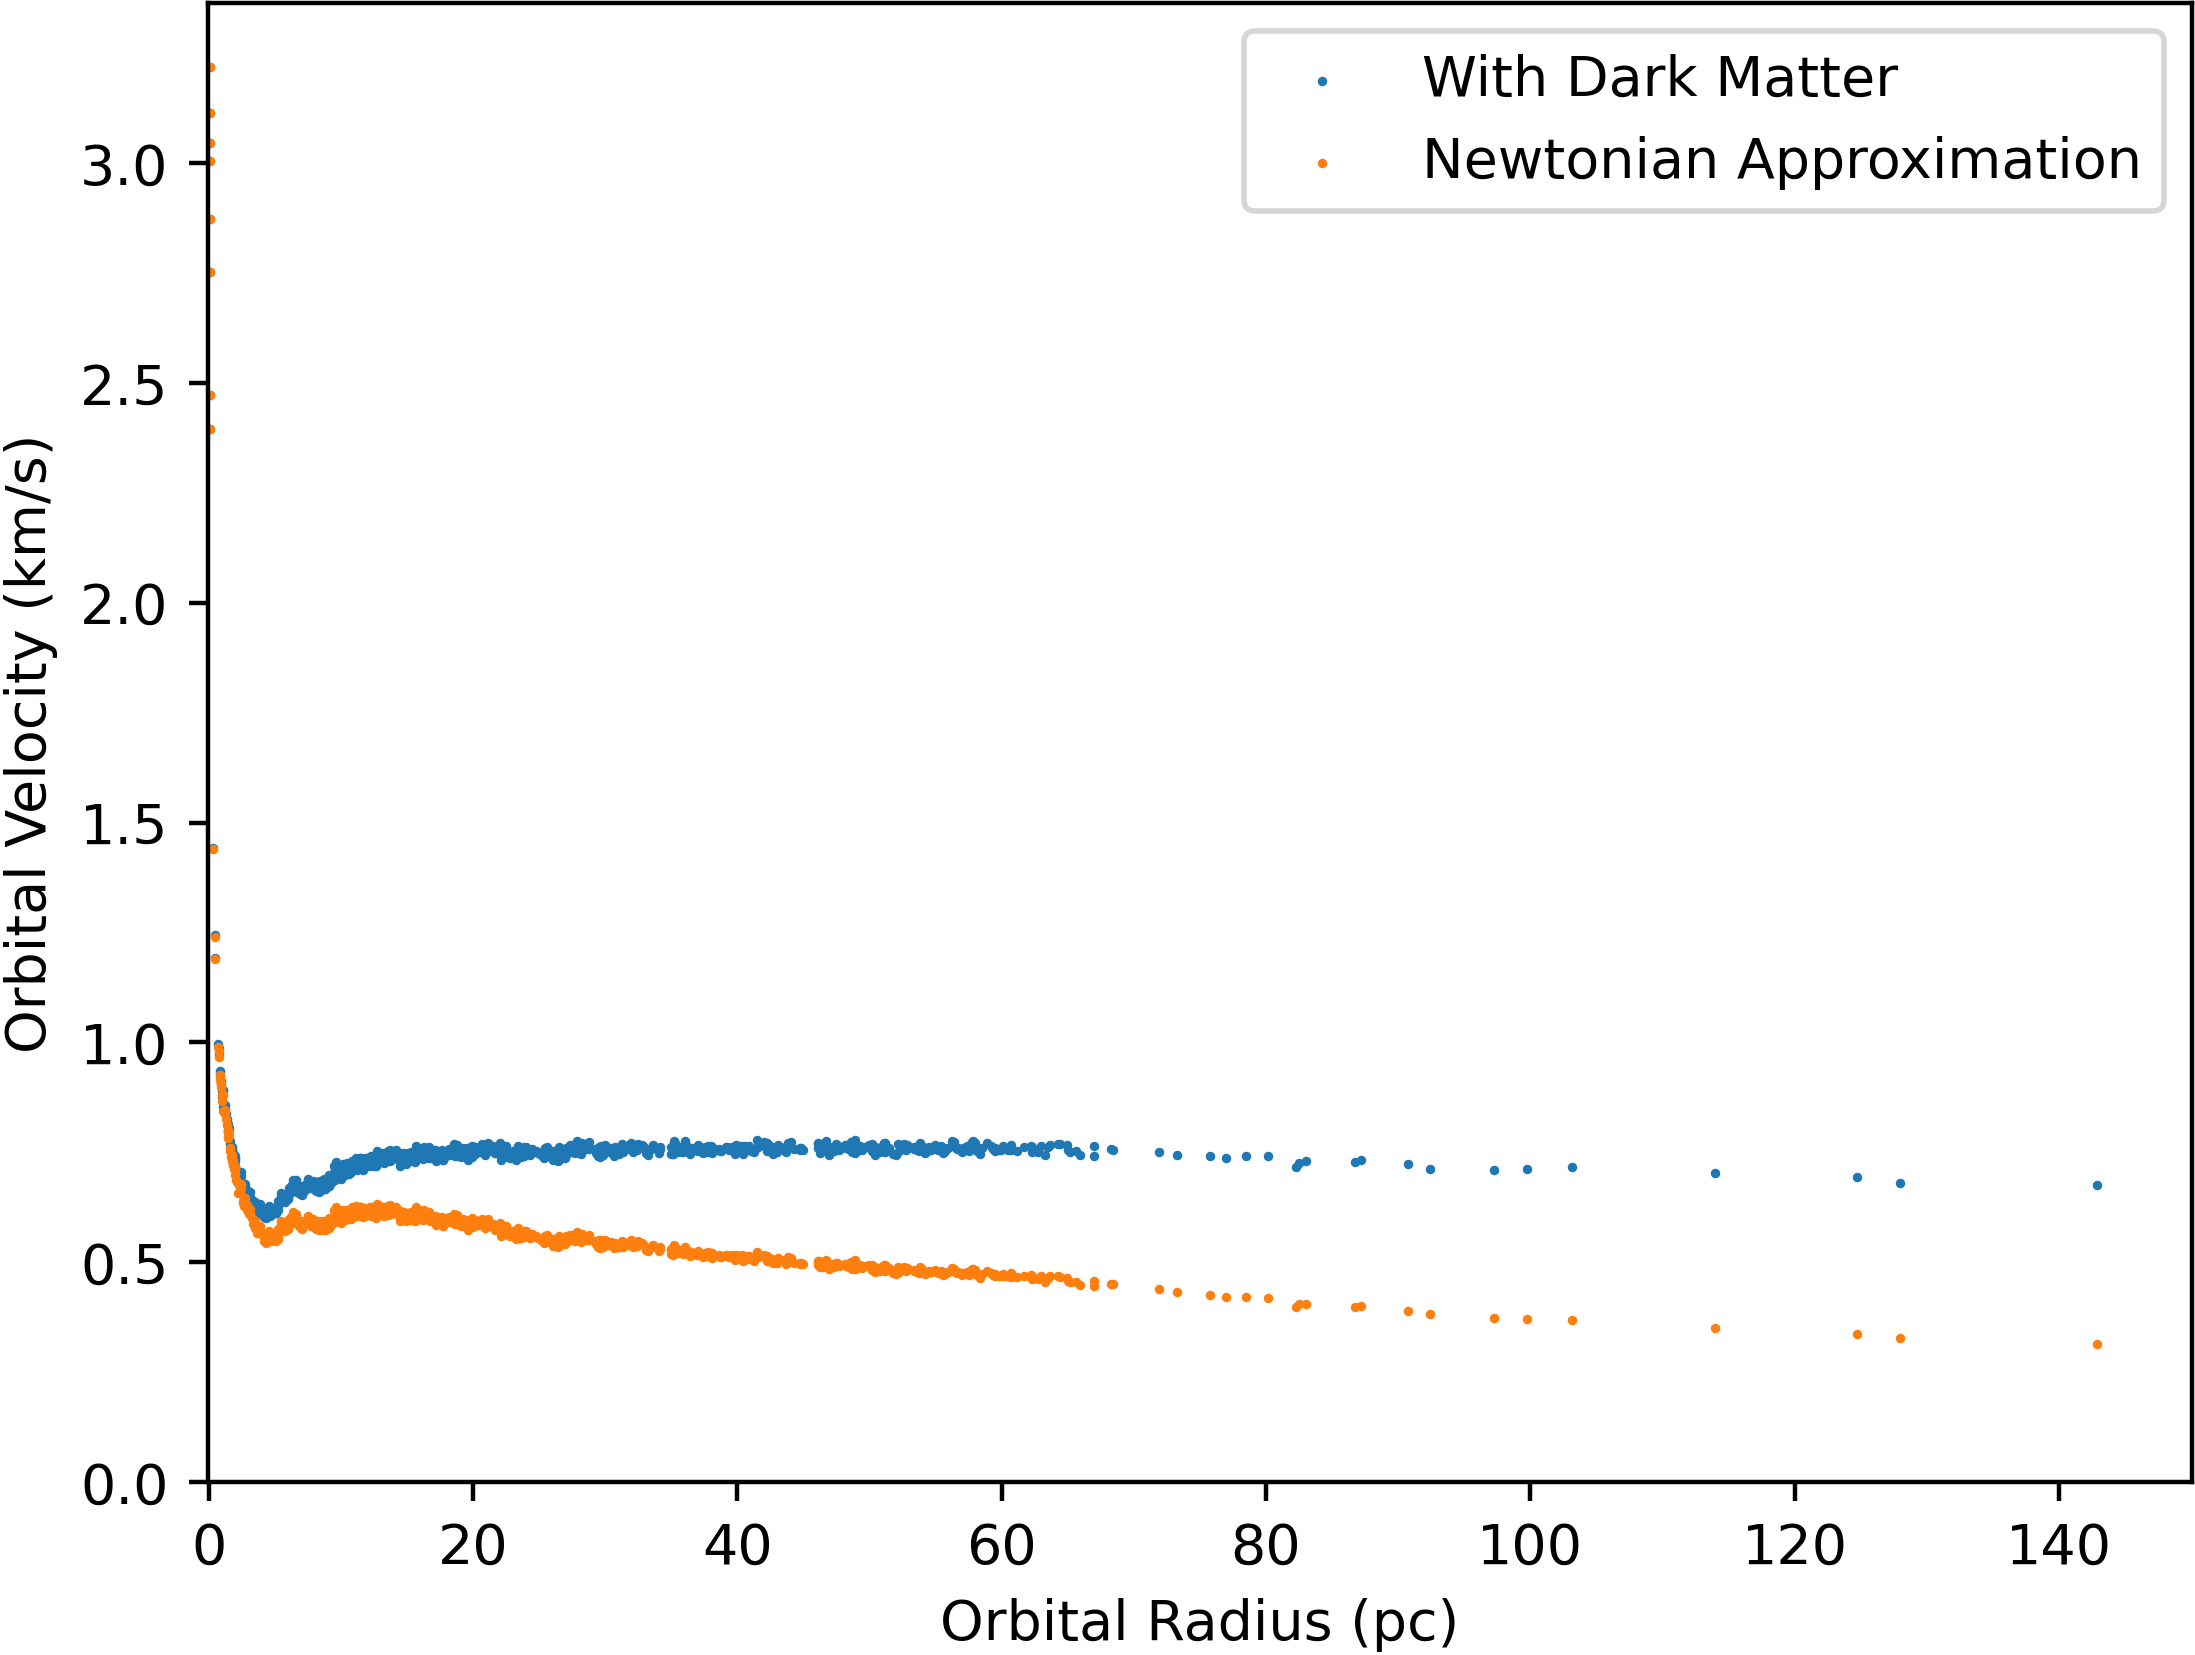 With Dark Matter
Newtonian Approximation
Orbital Velocity (km/s)
3.0
2.5
2.0
1.5
1.0
0.5
0.0
0 20 40 60 80 100 120 140
Orbital Radius (pc)